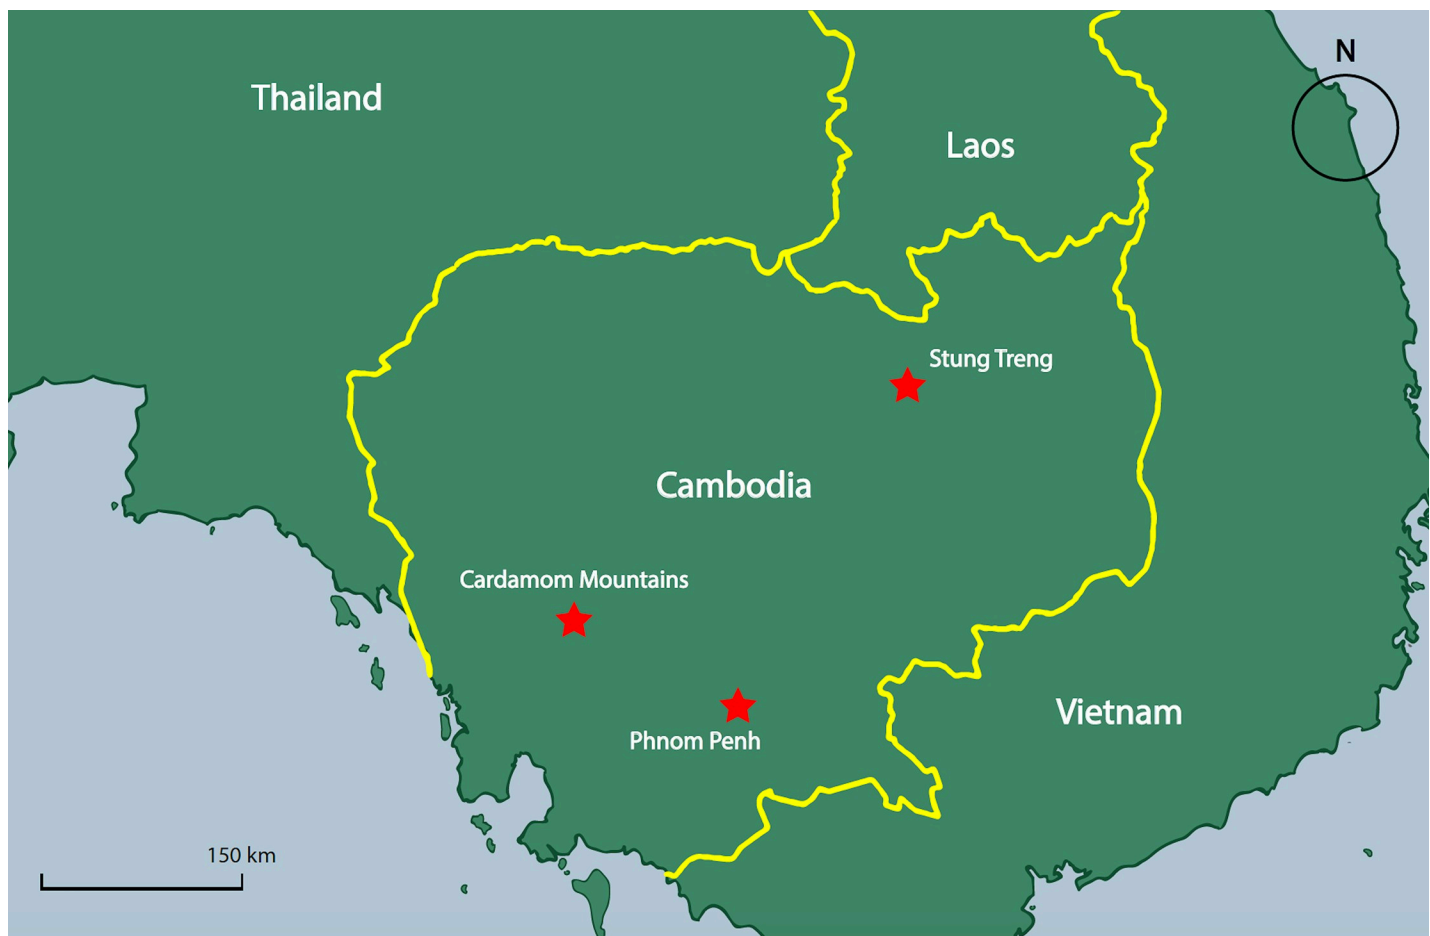 N
Thailand
Laos
Stung Treng
Cambodia
Cardamom Mountains
Vietnam
Phnom Penh
150 km